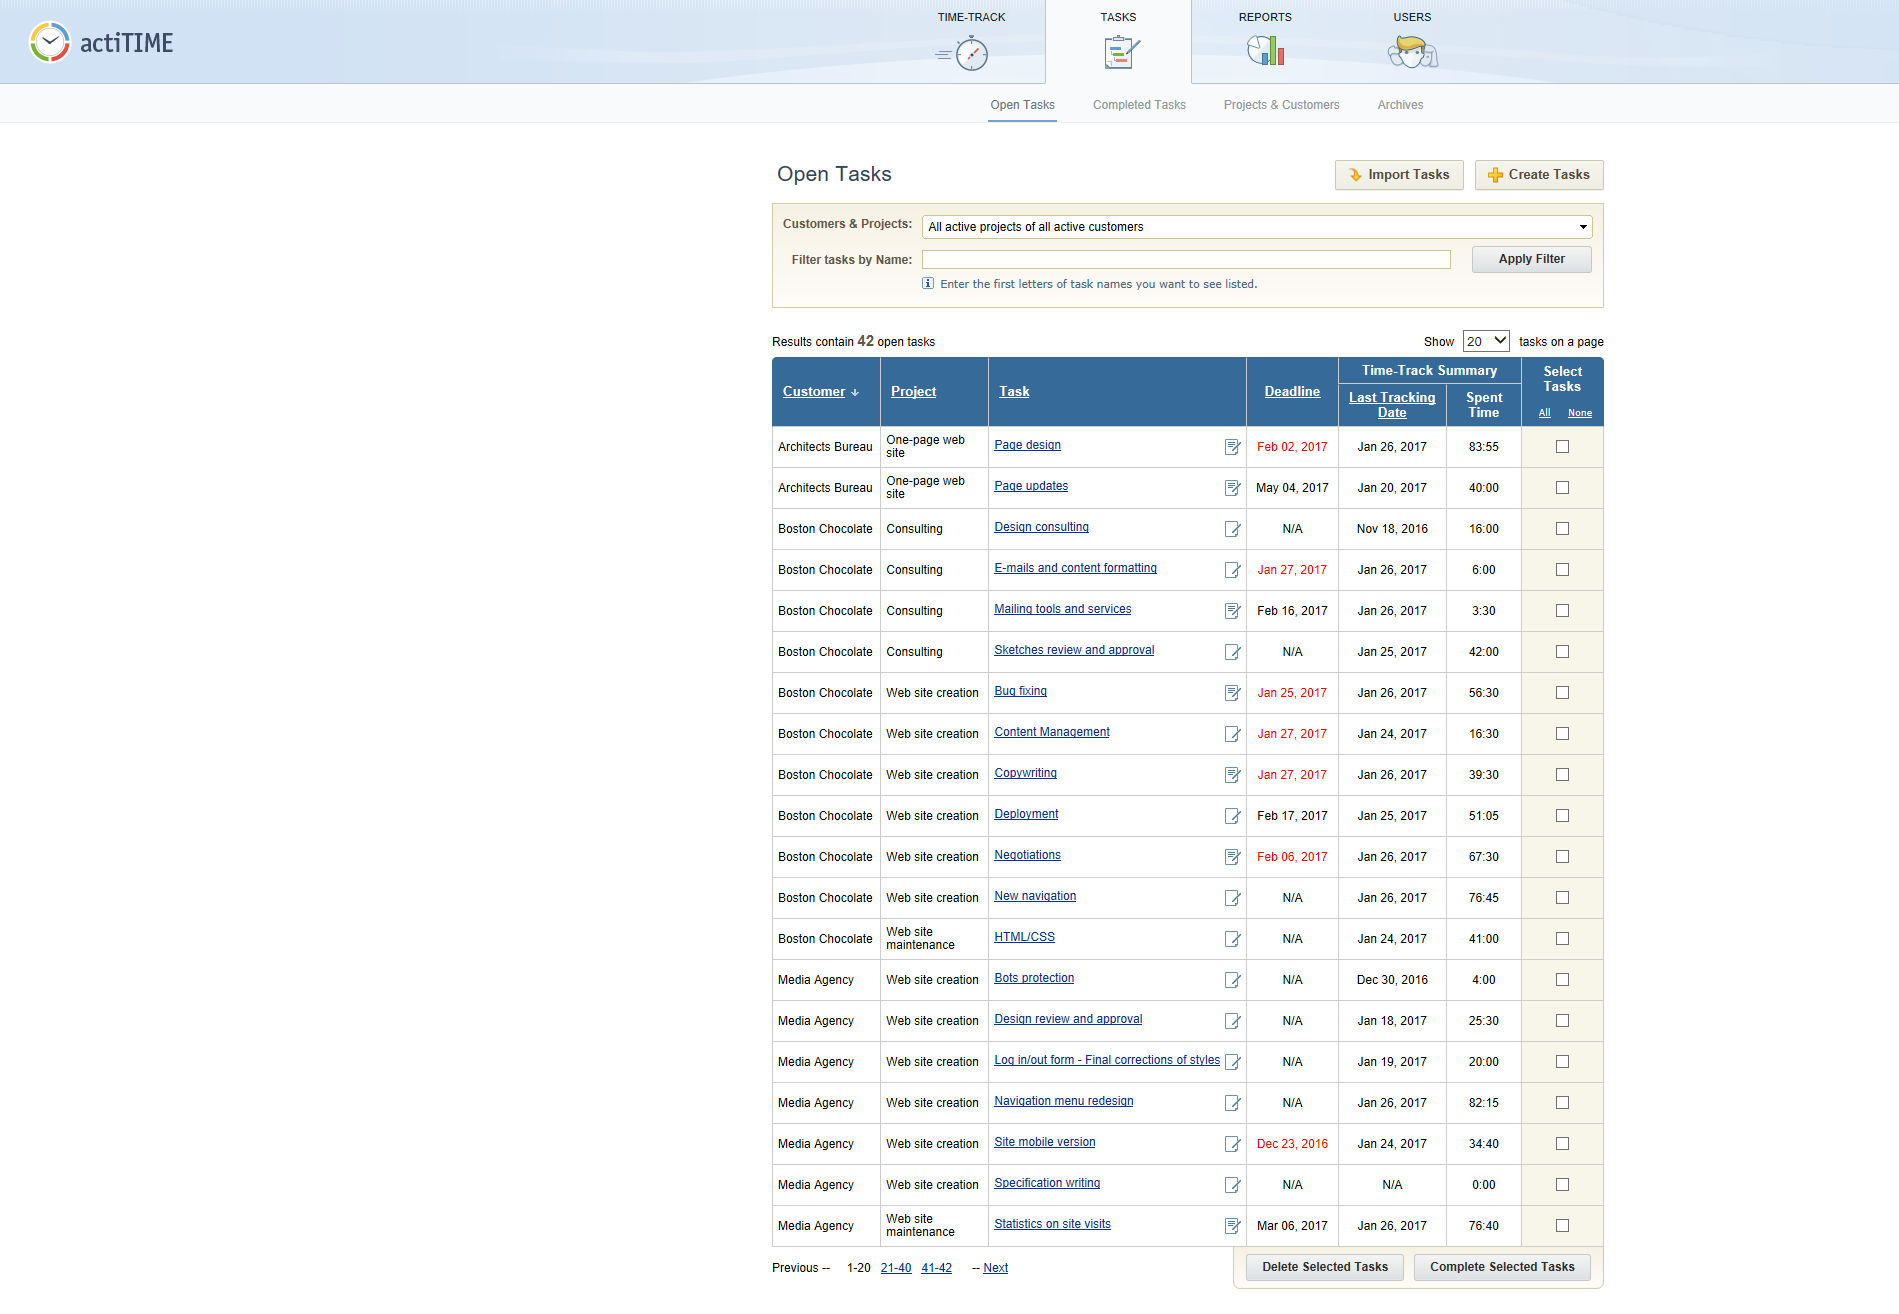 actiTIME
TIME-TRACK TASKS REPORTS USERS
Open Tasks Completed Tasks Projects & Customers Archives
Open Tasks Import Tasks Create Tasks
Customers & Projects: All active projects of all active customers
Filter tasks by Name: Apply Filter
Enter the first letters of task names you want to see listed.
Results contain 42 open tasks Show 20 tasks on a page
Customer Project Task Deadline Time-Track Summary Select Tasks
Last Tracking Date Spent Time All None
Architects Bureau One-page web site Page design Feb 02, 2017 Jan 26, 2017 83:55
Architects Bureau One-page web site Page updates May 04, 2017 Jan 20, 2017 40:00
Boston Chocolate Consulting Design consulting N/A Nov 18, 2016 16:00
Boston Chocolate Consulting E-mails and content formatting Jan 27, 2017 Jan 26, 2017 6:00
Boston Chocolate Consulting Mailing tools and services Feb 16, 2017 Jan 26, 2017 3:30
Boston Chocolate Consulting Sketches review and approval N/A Jan 25, 2017 42:00
Boston Chocolate Web site creation Bug fixing Jan 25, 2017 Jan 26, 2017 56:30
Boston Chocolate Web site creation Content Management Jan 27, 2017 Jan 24, 2017 16:30
Boston Chocolate Web site creation Copywriting Jan 27, 2017 Jan 26, 2017 39:30
Boston Chocolate Web site creation Deployment Feb 17, 2017 Jan 25, 2017 51:05
Boston Chocolate Web site creation Negotiations Feb 06, 2017 Jan 26, 2017 67:30
Boston Chocolate Web site creation New navigation N/A Jan 26, 2017 76:45
Boston Chocolate Web site maintenance HTML/CSS N/A Jan 24, 2017 41:00
Media Agency Web site creation Bots protection N/A Dec 30, 2016 4:00
Media Agency Web site creation Design review and approval N/A Jan 18, 2017 25:30
Media Agency Web site creation Log in/out form - Final corrections of styles N/A Jan 19, 2017 20:00
Media Agency Web site creation Navigation menu redesign N/A Jan 26, 2017 82:15
Media Agency Web site creation Site mobile version Dec 23, 2016 Jan 24, 2017 34:40
Media Agency Web site creation Specification writing N/A N/A 0:00
Media Agency Web site maintenance Statistics on site visits Mar 06, 2017 Jan 26, 2017 76:40
Previous -- 1-20 21-40 41-42 -- Next Delete Selected Tasks Complete Selected Tasks